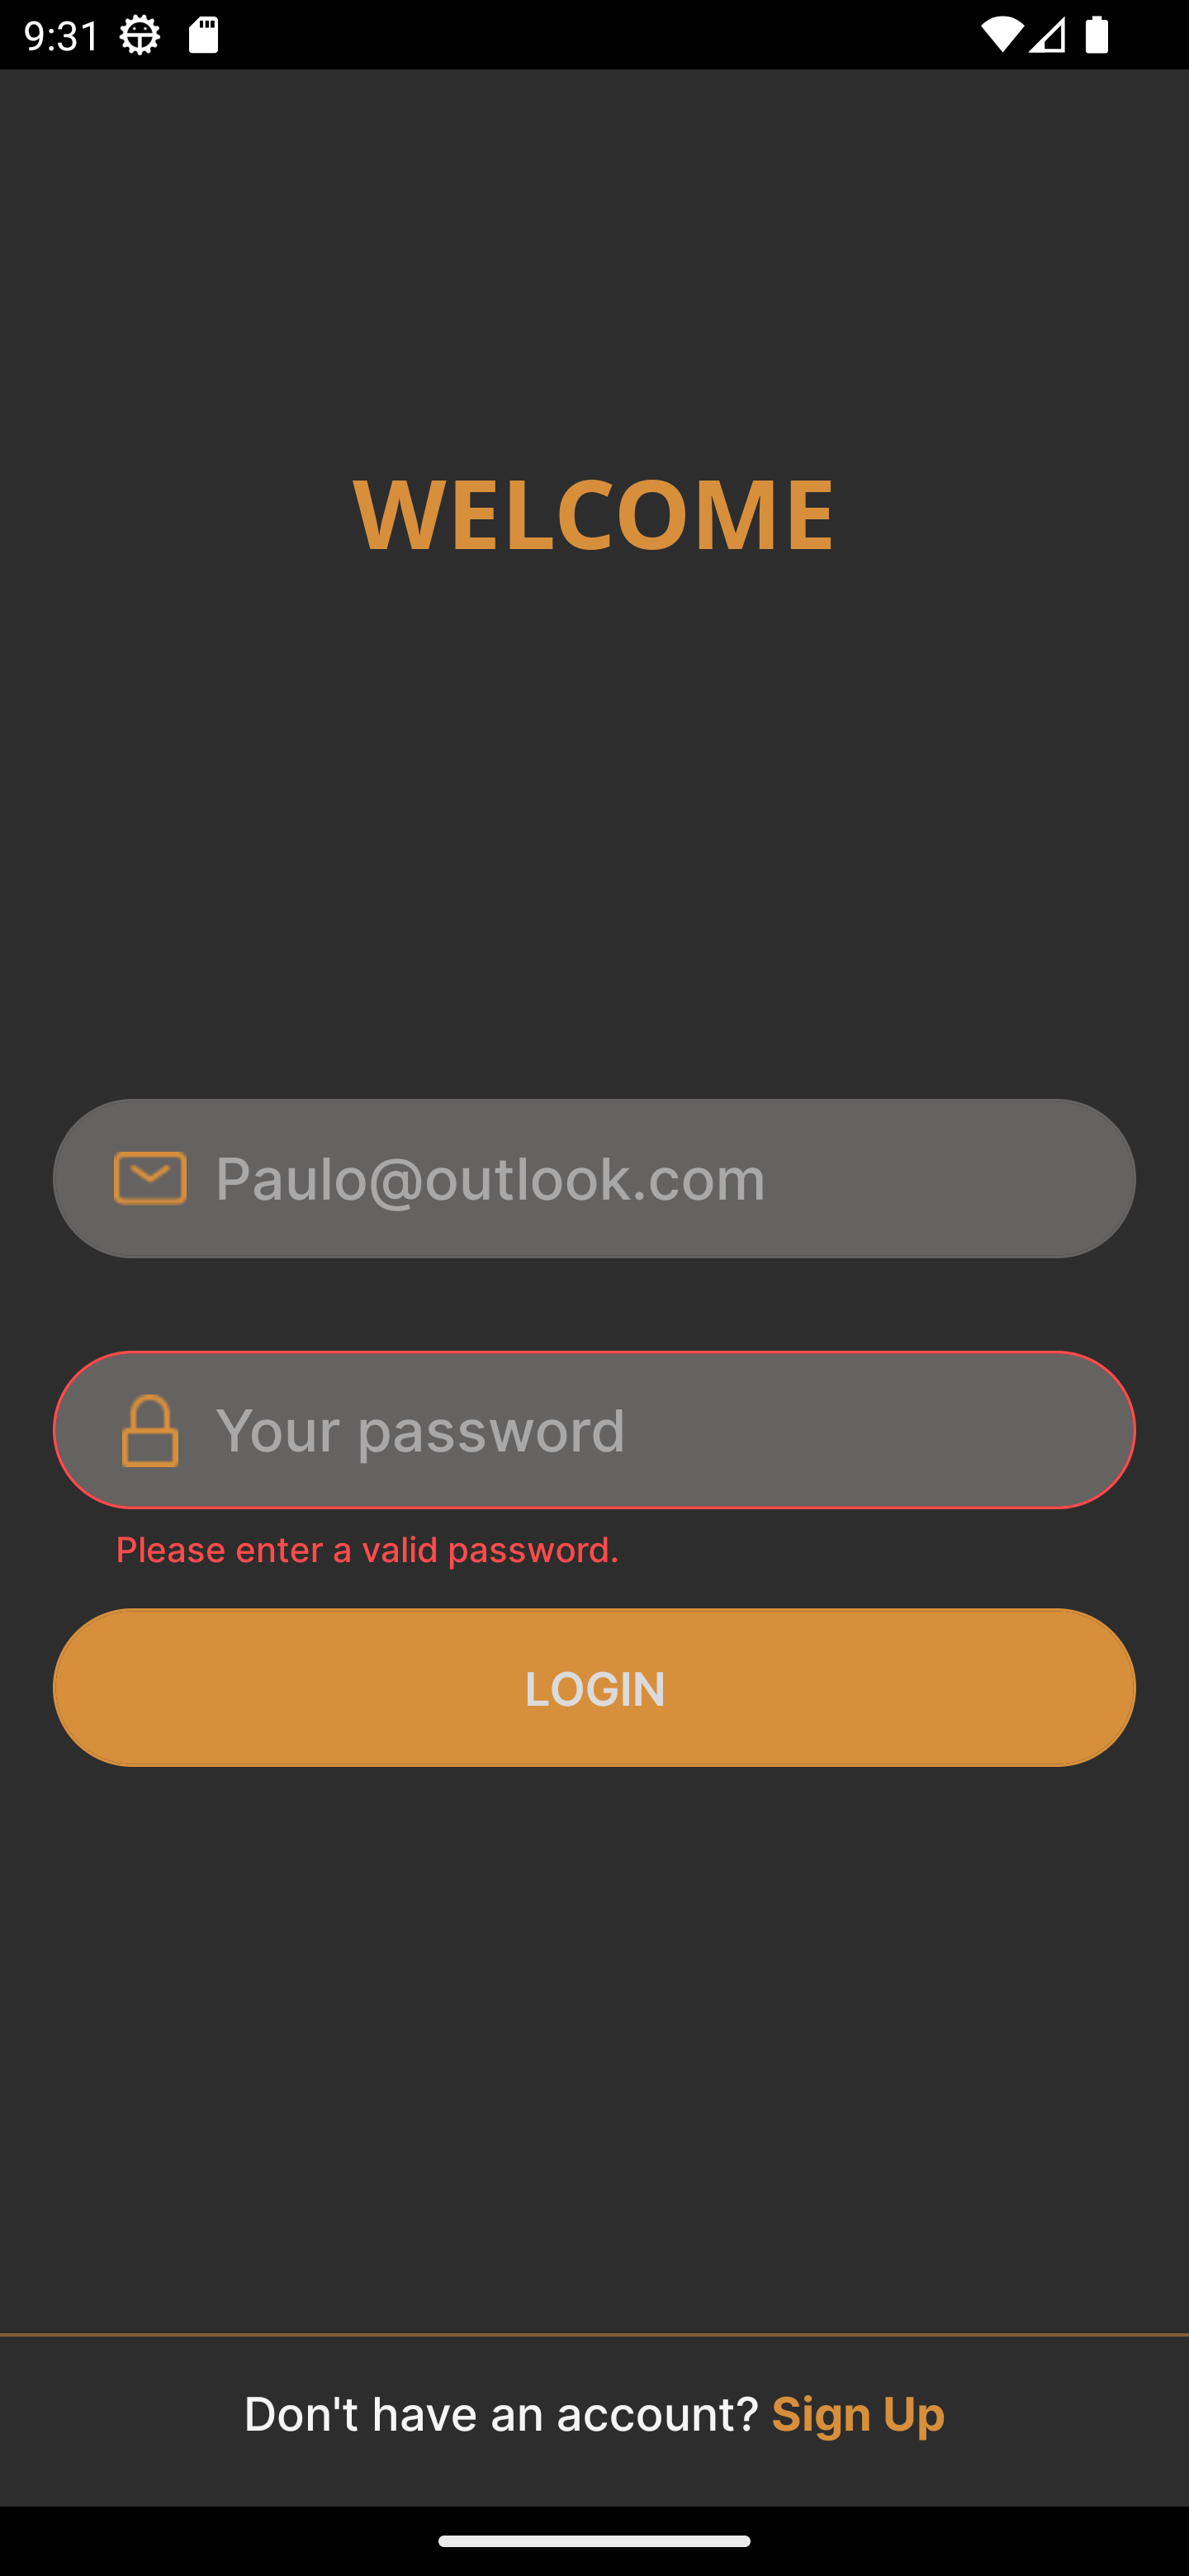 9:31
WELCOME
Paulo@outlook.com
Your password
Please enter a valid password.
LOGIN
Don't have an account? Sign Up